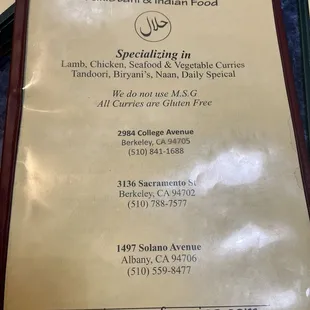 & Indian Food
حلال
Specializing in
Lamb, Chicken, Seafood & Vegetable Curries
Tandoori, Biryani's, Naan, Daily Speical
We do not use M.S.G
All Curries are Gluten Free
2984 College Avenue
Berkeley, CA 94705
(510) 841-1688
3136 Sacramento St
Berkeley, CA 94702
(510) 788-7577
1497 Solano Avenue
Albany, CA 94706
(510) 559-8477